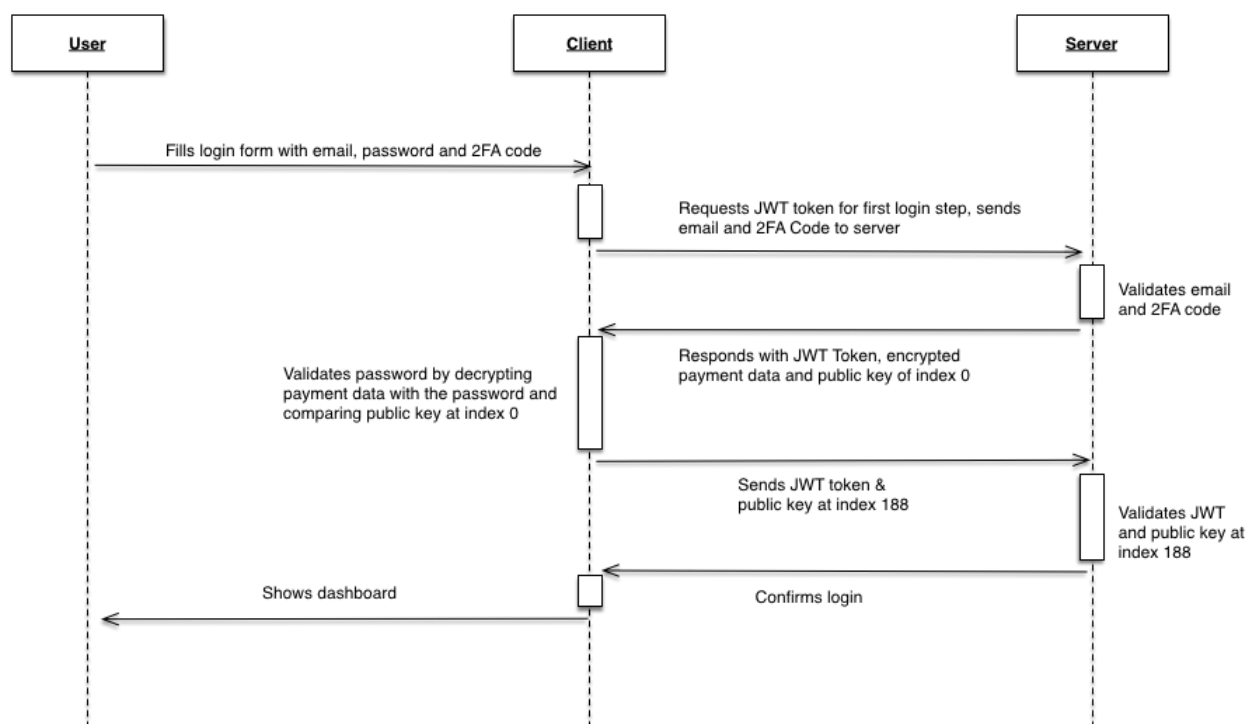 User
Client
Server
Fills login form with email, password and 2FA code
Requests JWT token for first login step, sends
email and 2FA Code to server
Validates email
and 2FA code
Responds with JWT Token, encrypted
payment data and public key of index 0
Validates password by decrypting
payment data with the password and
comparing public key at index 0
Sends JWT token &
public key at index 188
Validates JWT
and public key at
index 188
Shows dashboard
Confirms login